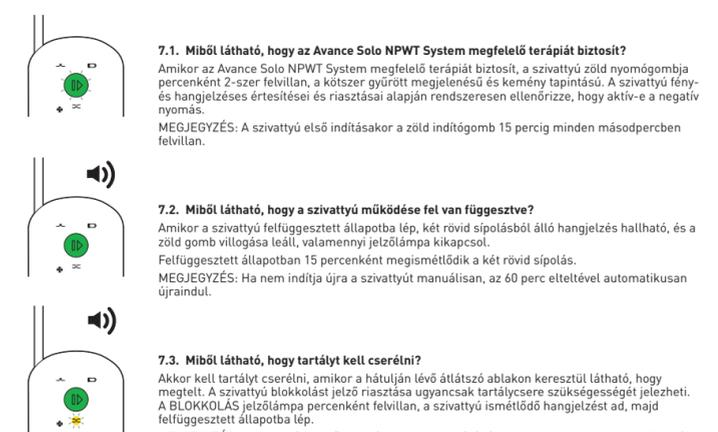 7.1. Miből látható, hogy az Avance Solo NPWT System megfelelő terápiát biztosít?
Amikor az Avance Solo NPWT System megfelelő terápiát biztosít, a szivattyú zöld nyomógombja
percenként 2-szer felvillan, a kötszer gyűrött megjelenésű és kemény tapintású. A szivattyú fény-
és hangjelzéses értesítései és riasztásai alapján rendszeresen ellenőrizze, hogy aktív-e a negatív
nyomás.
MEGJEGYZÉS: A szivattyú első indításakor a zöld indítógomb 15 percig minden másodpercben
felvillan.
7.2. Miből látható, hogy a szivattyú működése fel van függesztve?
Amikor a szivattyú felfüggesztett állapotba lép, két rövid sípolásból álló hangjelzés hallható, és a
zöld gomb villogása leáll, valamennyi jelzőlámpa kikapcsol.
Felfüggesztett állapotban 15 percenként megismétlődik a két rövid sípolás.
MEGJEGYZÉS: Ha nem indítja újra a szivattyút manuálisan, az 60 perc elteltével automatikusan
újraindul.
7.3. Miből látható, hogy tartályt kell cserélni?
Akkor kell tartályt cserélni, amikor a hátulján lévő átlátszó ablakon keresztül látható, hogy
megtelt. A szivattyú blokkolást jelző riasztása ugyancsak tartálycsere szükségességét jelezheti.
A BLOKKOLÁS jelzőlámpa percenként felvillan, a szivattyú ismétlődő hangjelzést ad, majd
felfüggesztett állapotba lép.